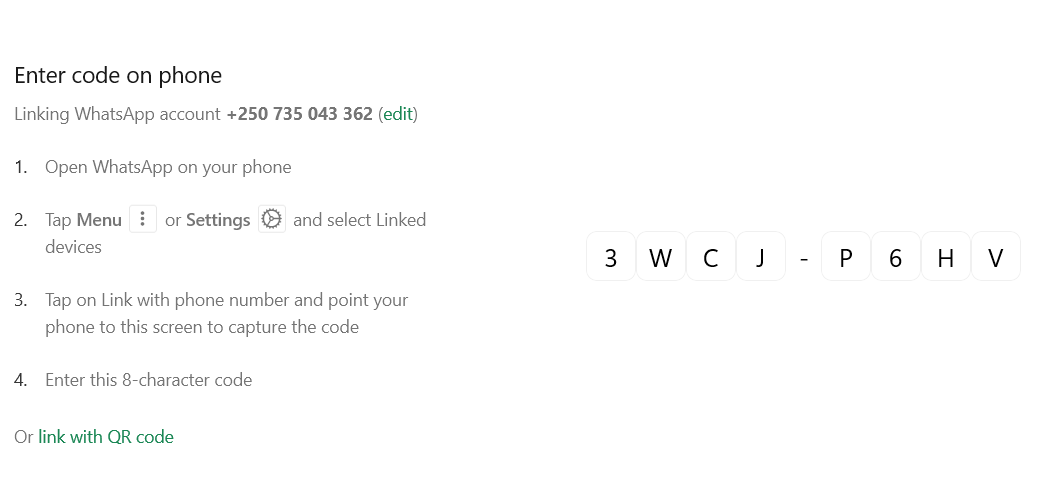 Enter code on phone
Linking WhatsApp account +250 735 043 362 (edit)
1. Open WhatsApp on your phone
2. Tap Menu or Settings and select Linked
devices
3. Tap on Link with phone number and point your
phone to this screen to capture the code
4. Enter this 8-character code
Or link with QR code
3 W C J - P 6 H V